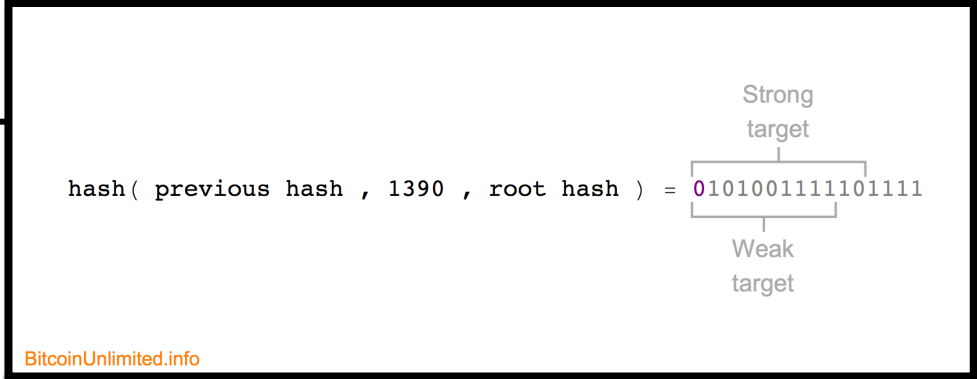 Strong
target
hash( previous hash , 1390 , root hash ) = 0101001111101111
Weak
target
BitcoinUnlimited.info